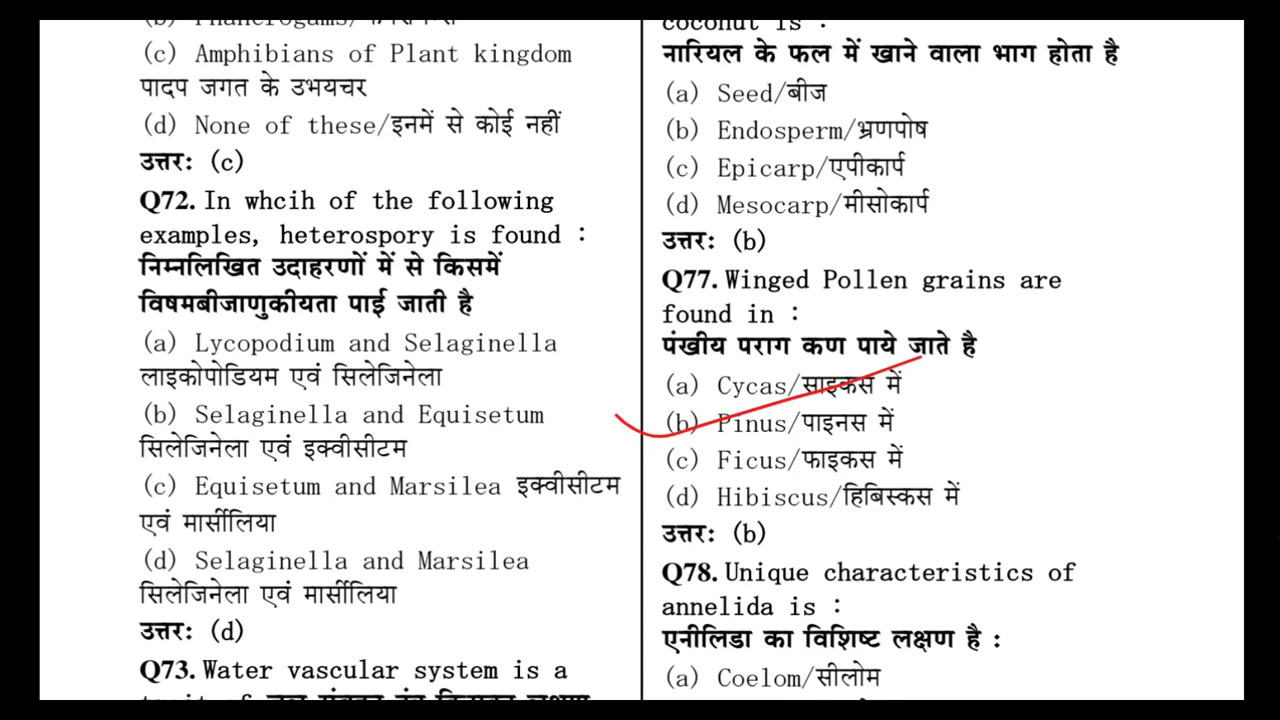 (c) Amphibians of Plant kingdom
पादप जगत के उभयचर
(d) None of these/इनमें से कोई नहीं
उत्तरः (c)
Q72. In whcih of the following
examples, heterospory is found :
निम्नलिखित उदाहरणों में से किसमें
विषमबीजाणुकीयता पाई जाती है
(a) Lycopodium and Selaginella
लाइकोपोडियम एवं सिलेजिनेला
(b) Selaginella and Equisetum
सिलेजिनेला एवं इक्वीसीटम
(c) Equisetum and Marsilea इक्वीसीटम
एवं मार्सीलिया
(d) Selaginella and Marsilea
सिलेजिनेला एवं मार्सीलिया
उत्तरः (d)
Q73. Water vascular system is a
coconut is :
नारियल के फल में खाने वाला भाग होता है
(a) Seed/बीज
(b) Endosperm/भ्रणपोष
(c) Epicarp/एपीकार्प
(d) Mesocarp/मीसोकार्प
उत्तरः (b)
Q77. Winged Pollen grains are
found in :
पंखीय पराग कण पाये जाते है
(a) Cycas/साइकस में
(b) Pinus/पाइनस में
(c) Ficus/फाइकस में
(d) Hibiscus/हिबिस्कस में
उत्तरः (b)
Q78. Unique characteristics of
annelida is :
एनीलिडा का विशिष्ट लक्षण है :
(a) Coelom/सीलोम